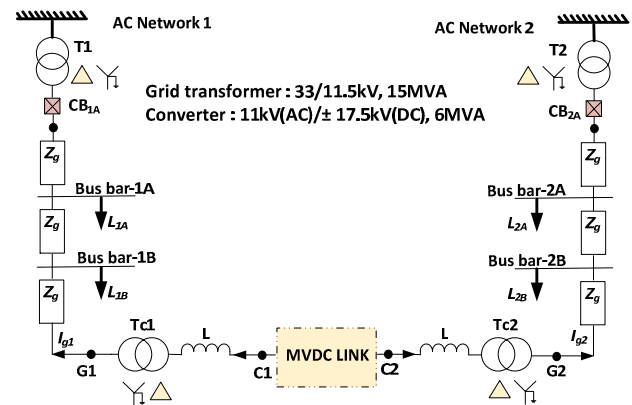 AC Network 1
AC Network 2
T1
T2
Grid transformer : 33/11.5kV, 15MVA
Converter : 11kV(AC)/± 17.5kV(DC), 6MVA
CB1A
CB2A
Zg
Zg
Bus bar-1A
Bus bar-2A
L1A
L2A
Zg
Zg
Bus bar-1B
Bus bar-2B
L1B
L2B
Zg
Zg
Ig1
Tc1
L
MVDC LINK
L
Tc2
Ig2
G1
C1
C2
G2